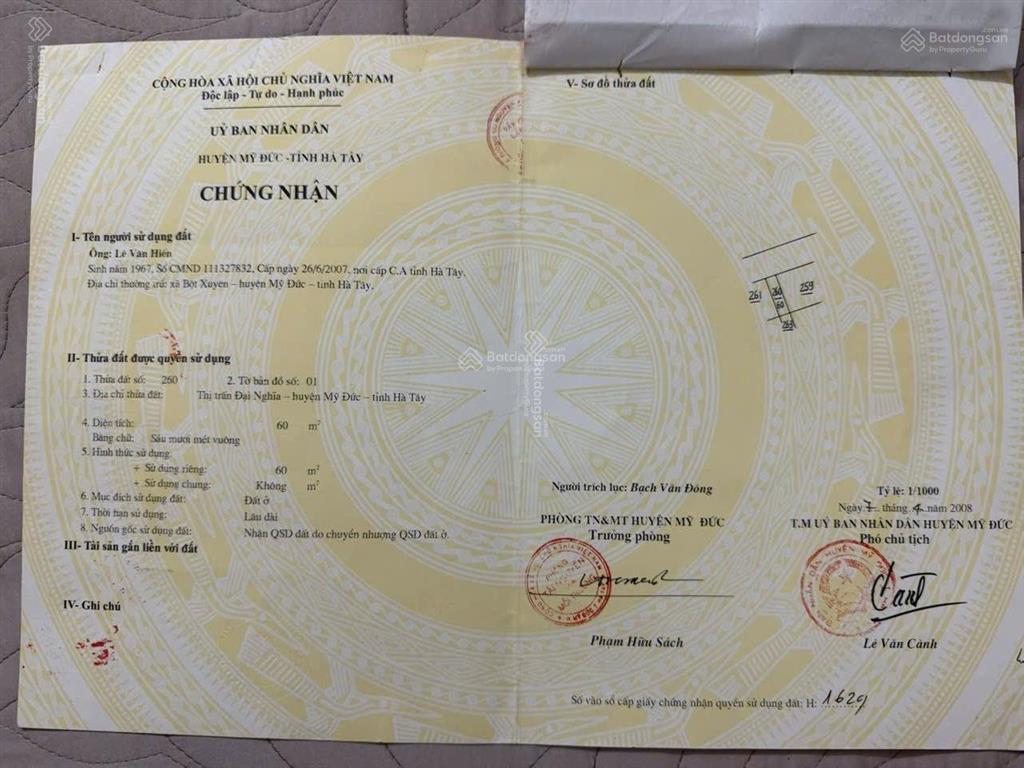 CỘNG HÒA XÃ HỘI CHỦ NGHĨA VIỆT NAM
Độc lập - Tự do - Hạnh phúc
UỶ BAN NHÂN DÂN
HUYỆN MỸ ĐỨC -TỈNH HÀ TÂY
CHỨNG NHẬN
I- Tên người sử dụng đất
Ông: Lê Văn Hiến
Sinh năm 1967, Số CMND 111327832, Cấp ngày 26/6/2007, nơi cấp C.A tỉnh Hà Tây.
Địa chỉ thường trú: xã Bột Xuyên – huyện Mỹ Đức – tỉnh Hà Tây.
II- Thửa đất được quyền sử dụng
1. Thửa đất số: 260 2. Tờ bản đồ số: 01
3. Địa chỉ thửa đất: Thị trấn Đại Nghĩa – huyện Mỹ Đức – tỉnh Hà Tây
4. Diện tích: 60 m²
Bằng chữ: Sáu mươi mét vuông
5. Hình thức sử dụng:
+ Sử dụng riêng: 60 m²
+ Sử dụng chung: Không m²
6. Mục đích sử dụng đất: Đất ở
7. Thời hạn sử dụng: Lâu dài
8. Nguồn gốc sử dụng đất: Nhận QSD đất do chuyển nhượng QSD đất ở.
III- Tài sản gắn liền với đất
IV- Ghi chú
V- Sơ đồ thửa đất
261
260
60
259
263
Người trích lục: Bạch Văn Đông
PHÒNG TN&MT HUYỆN MỸ ĐỨC
Trưởng phòng
Phạm Hữu Sách
Tỷ lệ: 1/1000
Ngày 7 tháng 4 năm 2008
T.M UỶ BAN NHÂN DÂN HUYỆN MỸ ĐỨC
Phó chủ tịch
Lê Văn Cảnh
Số vào sổ cấp giấy chứng nhận quyền sử dụng đất: H: 1629
Batdongsan
by PropertyGuru
Batdongsan
Batdongsan